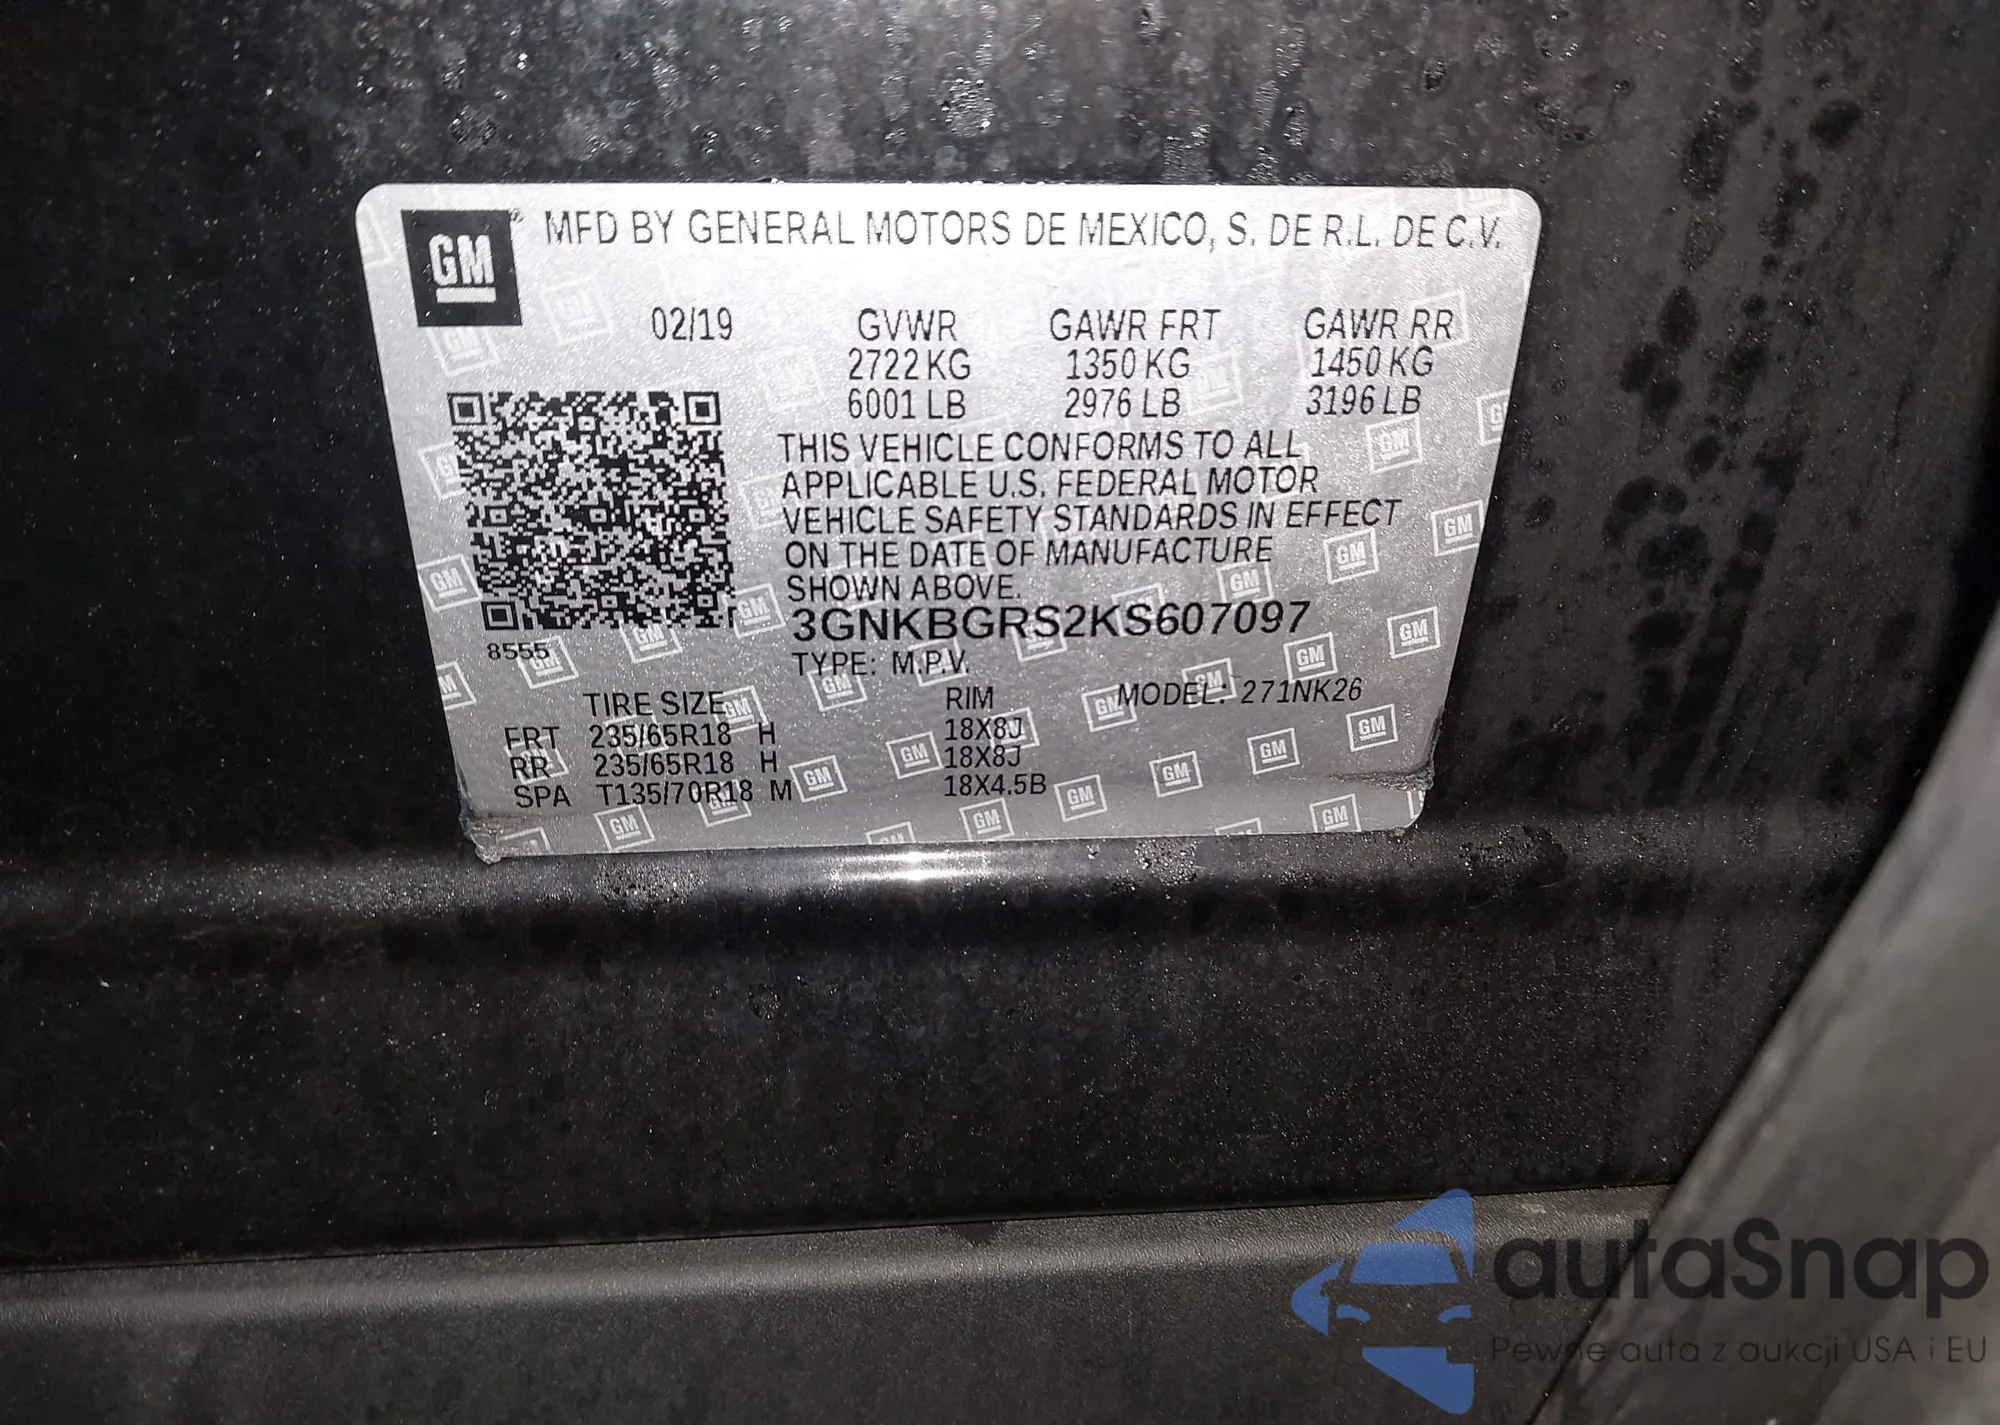 GM® MFD BY GENERAL MOTORS DE MEXICO, S. DE R.L. DE C.V.
02/19 GVWR GAWR FRT GAWR RR
2722 KG 1350 KG 1450 KG
6001 LB 2976 LB 3196 LB
THIS VEHICLE CONFORMS TO ALL
APPLICABLE U.S. FEDERAL MOTOR
VEHICLE SAFETY STANDARDS IN EFFECT
ON THE DATE OF MANUFACTURE
SHOWN ABOVE.
3GNKBGRS2KS607097
8555
TYPE: M.P.V.
TIRE SIZE RIM MODEL: 271NK26
FRT 235/65R18 H 18X8J
RR 235/65R18 H 18X8J
SPA T135/70R18 M 18X4.5B
autaSnap
Pewne auta z aukcji USA i EU